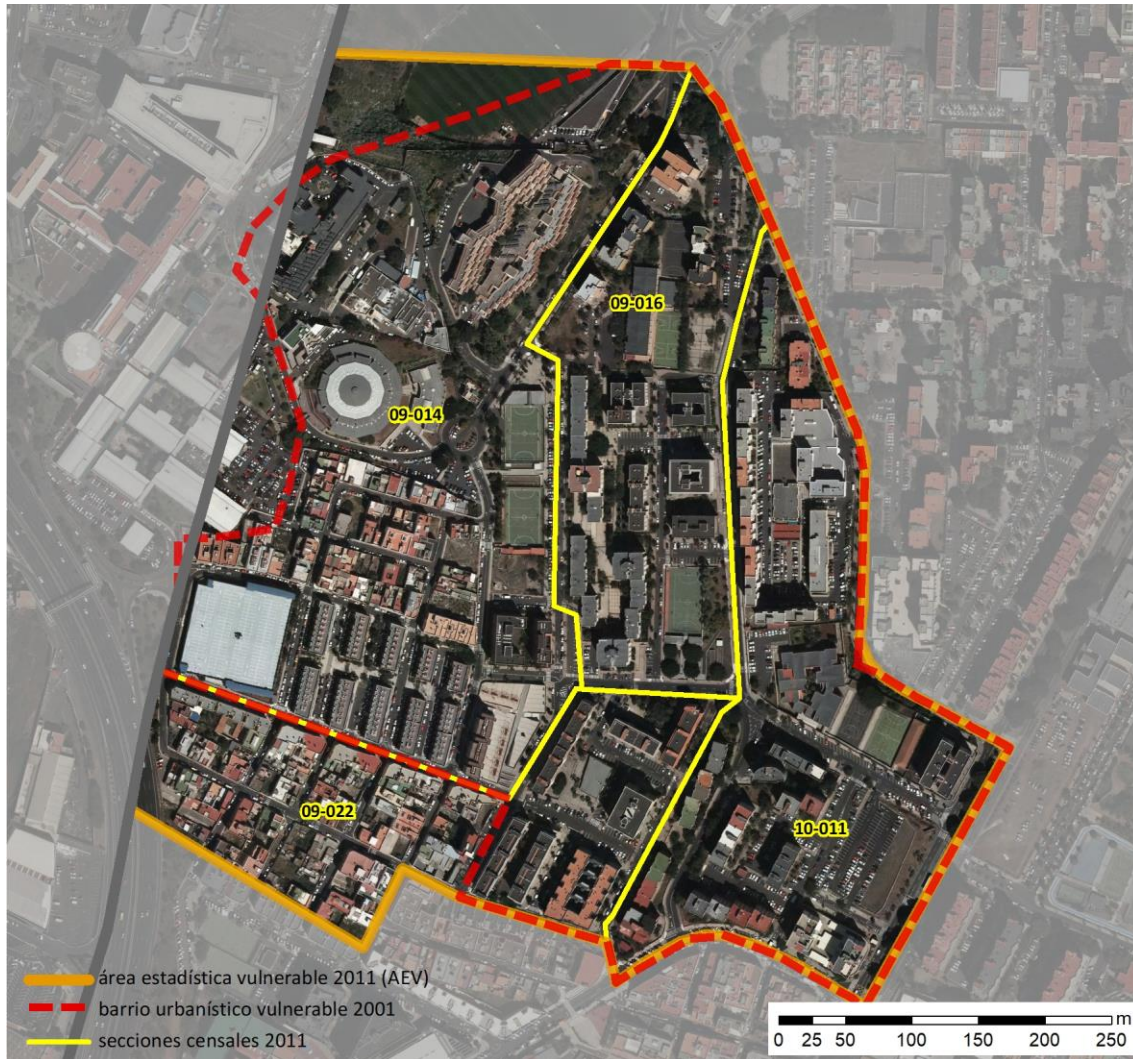 09-016
09-014
09-022
10-011
área estadística vulnerable 2011 (AEV)
barrio urbanístico vulnerable 2001
secciones censales 2011
m
0 25 50 100 150 200 250